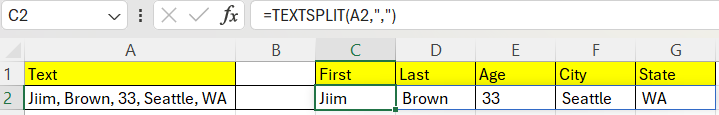 C2 fx =TEXTSPLIT(A2,",")
A B C D E F G
1 Text First Last Age City State
2 Jiim, Brown, 33, Seattle, WA Jiim Brown 33 Seattle WA